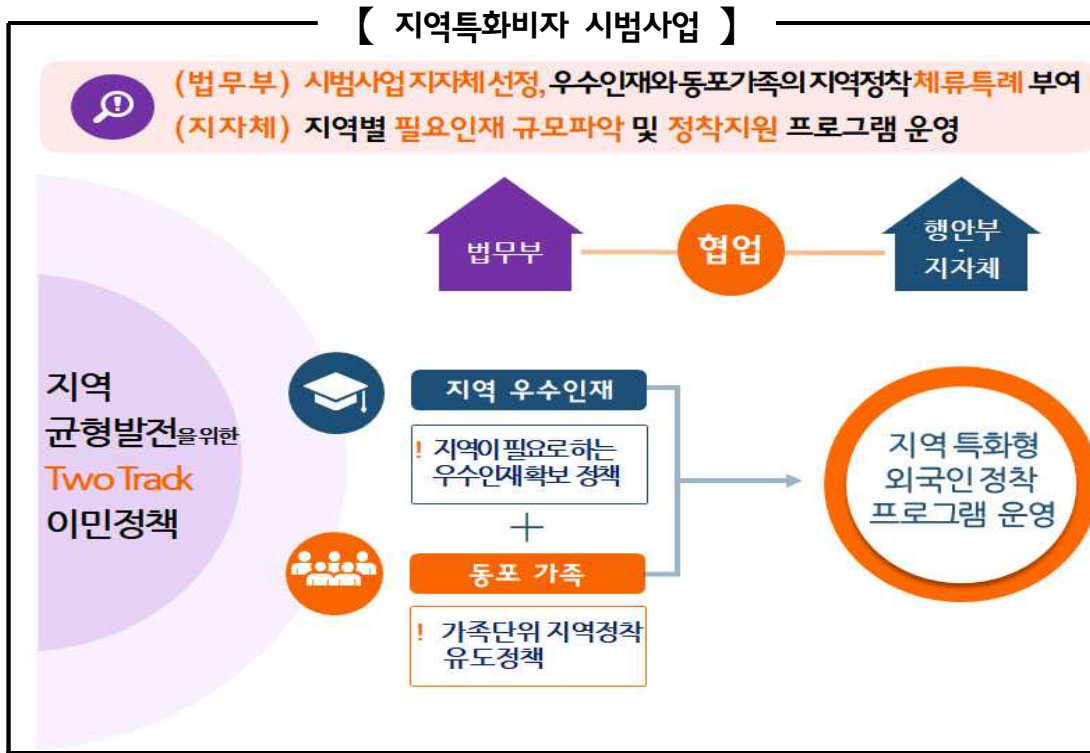 【 지역특화비자 시범사업 】
(법무부) 시범사업 지자체 선정, 우수인재와 동포가족의 지역정착 체류특례 부여
(지자체) 지역별 필요인재 규모파악 및 정착지원 프로그램 운영
법무부
협업
행안부
·
지자체
지역
균형발전을 위한
Two Track
이민정책
지역 우수인재
! 지역이 필요로 하는
우수인재 확보 정책
+
동포 가족
! 가족단위 지역정착
유도정책
지역 특화형
외국인 정착
프로그램 운영